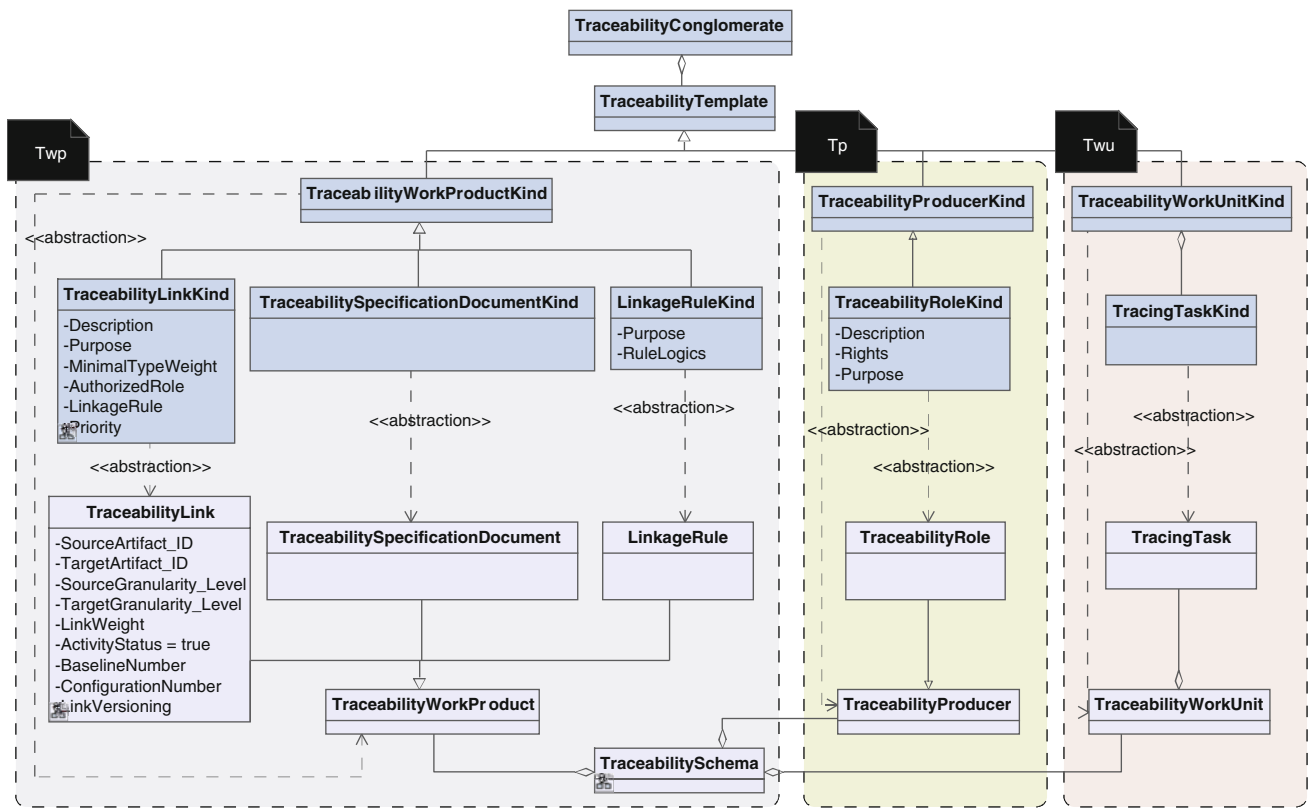 TraceabilityConglomerate
TraceabilityTemplate
Twp
Tp
Twu
TraceabilityWorkProductKind
TraceabilityProducerKind
TraceabilityWorkUnitKind
<<abstraction>>
TraceabilityLinkKind
-Description
-Purpose
-MinimalTypeWeight
-AuthorizedRole
-LinkageRule
-Priority
TraceabilitySpecificationDocumentKind
LinkageRuleKind
-Purpose
-RuleLogics
TraceabilityRoleKind
-Description
-Rights
-Purpose
TracingTaskKind
<<abstraction>>
<<abstraction>>
<<abstraction>>
<<abstraction>>
<<abstraction>>
<<abstraction>>
<<abstraction>>
<<abstraction>>
TraceabilityLink
-SourceArtifact_ID
-TargetArtifact_ID
-SourceGranularity_Level
-TargetGranularity_Level
-LinkWeight
-ActivityStatus = true
-BaselineNumber
-ConfigurationNumber
-LinkVersioning
TraceabilitySpecificationDocument
LinkageRule
TraceabilityRole
TracingTask
TraceabilityWorkProduct
TraceabilityProducer
TraceabilityWorkUnit
TraceabilitySchema